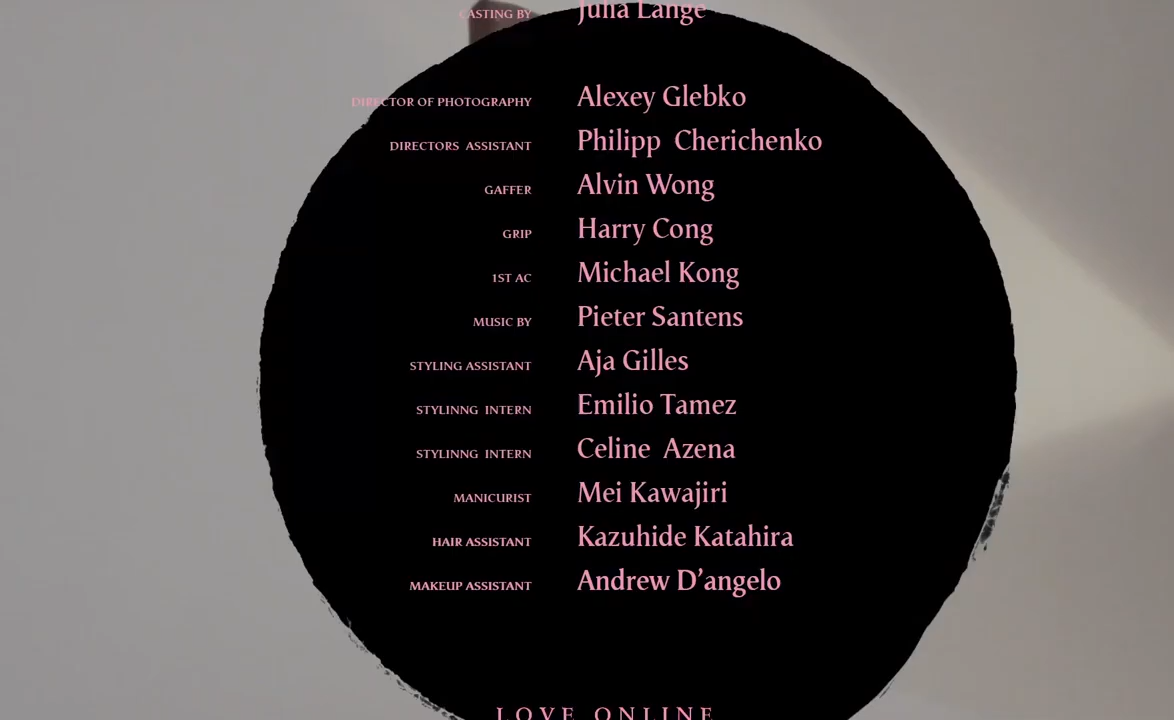 CASTING BY Julia Lange
DIRECTOR OF PHOTOGRAPHY Alexey Glebko
DIRECTORS ASSISTANT Philipp Cherichenko
GAFFER Alvin Wong
GRIP Harry Cong
1ST AC Michael Kong
MUSIC BY Pieter Santens
STYLING ASSISTANT Aja Gilles
STYLINNG INTERN Emilio Tamez
STYLINNG INTERN Celine Azena
MANICURIST Mei Kawajiri
HAIR ASSISTANT Kazuhide Katahira
MAKEUP ASSISTANT Andrew D’angelo
LOVE ONLINE